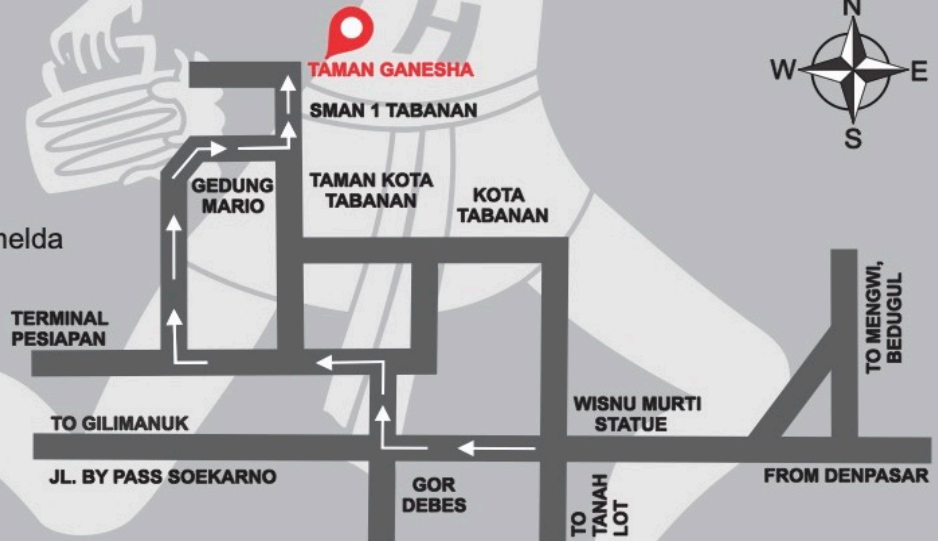 N
W E
S
TAMAN GANESHA
SMAN 1 TABANAN
GEDUNG
MARIO
TAMAN KOTA
TABANAN
KOTA
TABANAN
nelda
TERMINAL
PESIAPAN
TO MENGWI,
BEDUGUL
TO GILIMANUK
WISNU MURTI
STATUE
JL. BY PASS SOEKARNO
GOR
DEBES
TO
TANAH
LOT
FROM DENPASAR